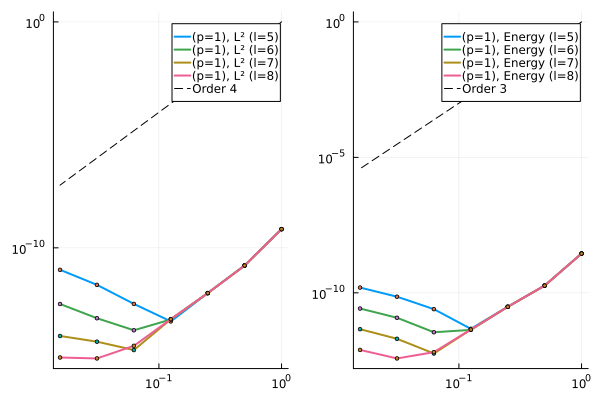 10⁰
(p=1), L² (l=5)
(p=1), L² (l=6)
(p=1), L² (l=7)
(p=1), L² (l=8)
Order 4
10⁻¹⁰
10⁻¹
10⁰
10⁰
(p=1), Energy (l=5)
(p=1), Energy (l=6)
(p=1), Energy (l=7)
(p=1), Energy (l=8)
Order 3
10⁻⁵
10⁻¹⁰
10⁻¹
10⁰